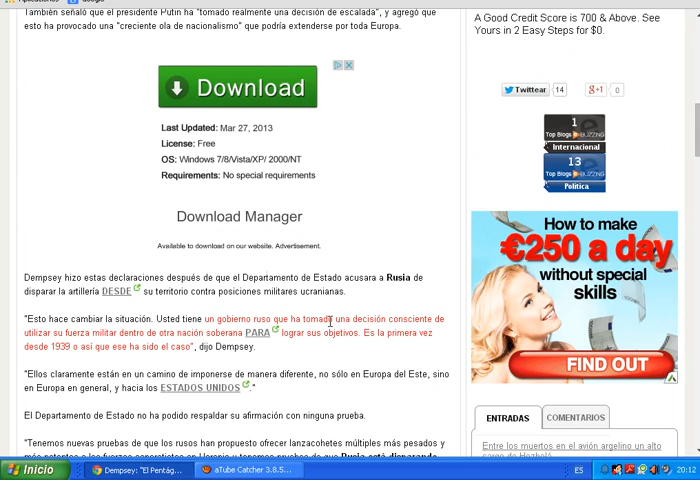 También señaló que el presidente Putin ha "tomado realmente una decisión de escalada", y agregó que
esto ha provocado una "creciente ola de nacionalismo" que podría extenderse por toda Europa.
Download
Last Updated: Mar 27, 2013
License: Free
OS: Windows 7/8/Vista/XP/ 2000/NT
Requirements: No special requirements
Download Manager
Available to download on our website. Advertisement.
Dempsey hizo estas declaraciones después de que el Departamento de Estado acusara a Rusia de
disparar la artillería DESDE su territorio contra posiciones militares ucranianas.
"Esto hace cambiar la situación. Usted tiene un gobierno ruso que ha tomado una decisión consciente de
utilizar su fuerza militar dentro de otra nación soberana PARA lograr sus objetivos. Es la primera vez
desde 1939 o así que ese ha sido el caso", dijo Dempsey.
"Ellos claramente están en un camino de imponerse de manera diferente, no sólo en Europa del Este, sino
en Europa en general, y hacia los ESTADOS UNIDOS."
El Departamento de Estado no ha podido respaldar su afirmación con ninguna prueba.
"Tenemos nuevas pruebas de que los rusos han propuesto ofrecer lanzacohetes múltiples más pesados y
A Good Credit Score is 700 & Above. See
Yours in 2 Easy Steps for $0.
Twittear 14
g+1 0
1
Top Blogs
Internacional
13
Top Blogs
Política
How to make
€250 a day
without special
skills
FIND OUT
ENTRADAS COMENTARIOS
Entre los muertos en el avión argelino un alto
cargo de Hezbolá
Inicio
Dempsey: "El Pentág...
aTube Catcher 3.8.5...
ES
20:12